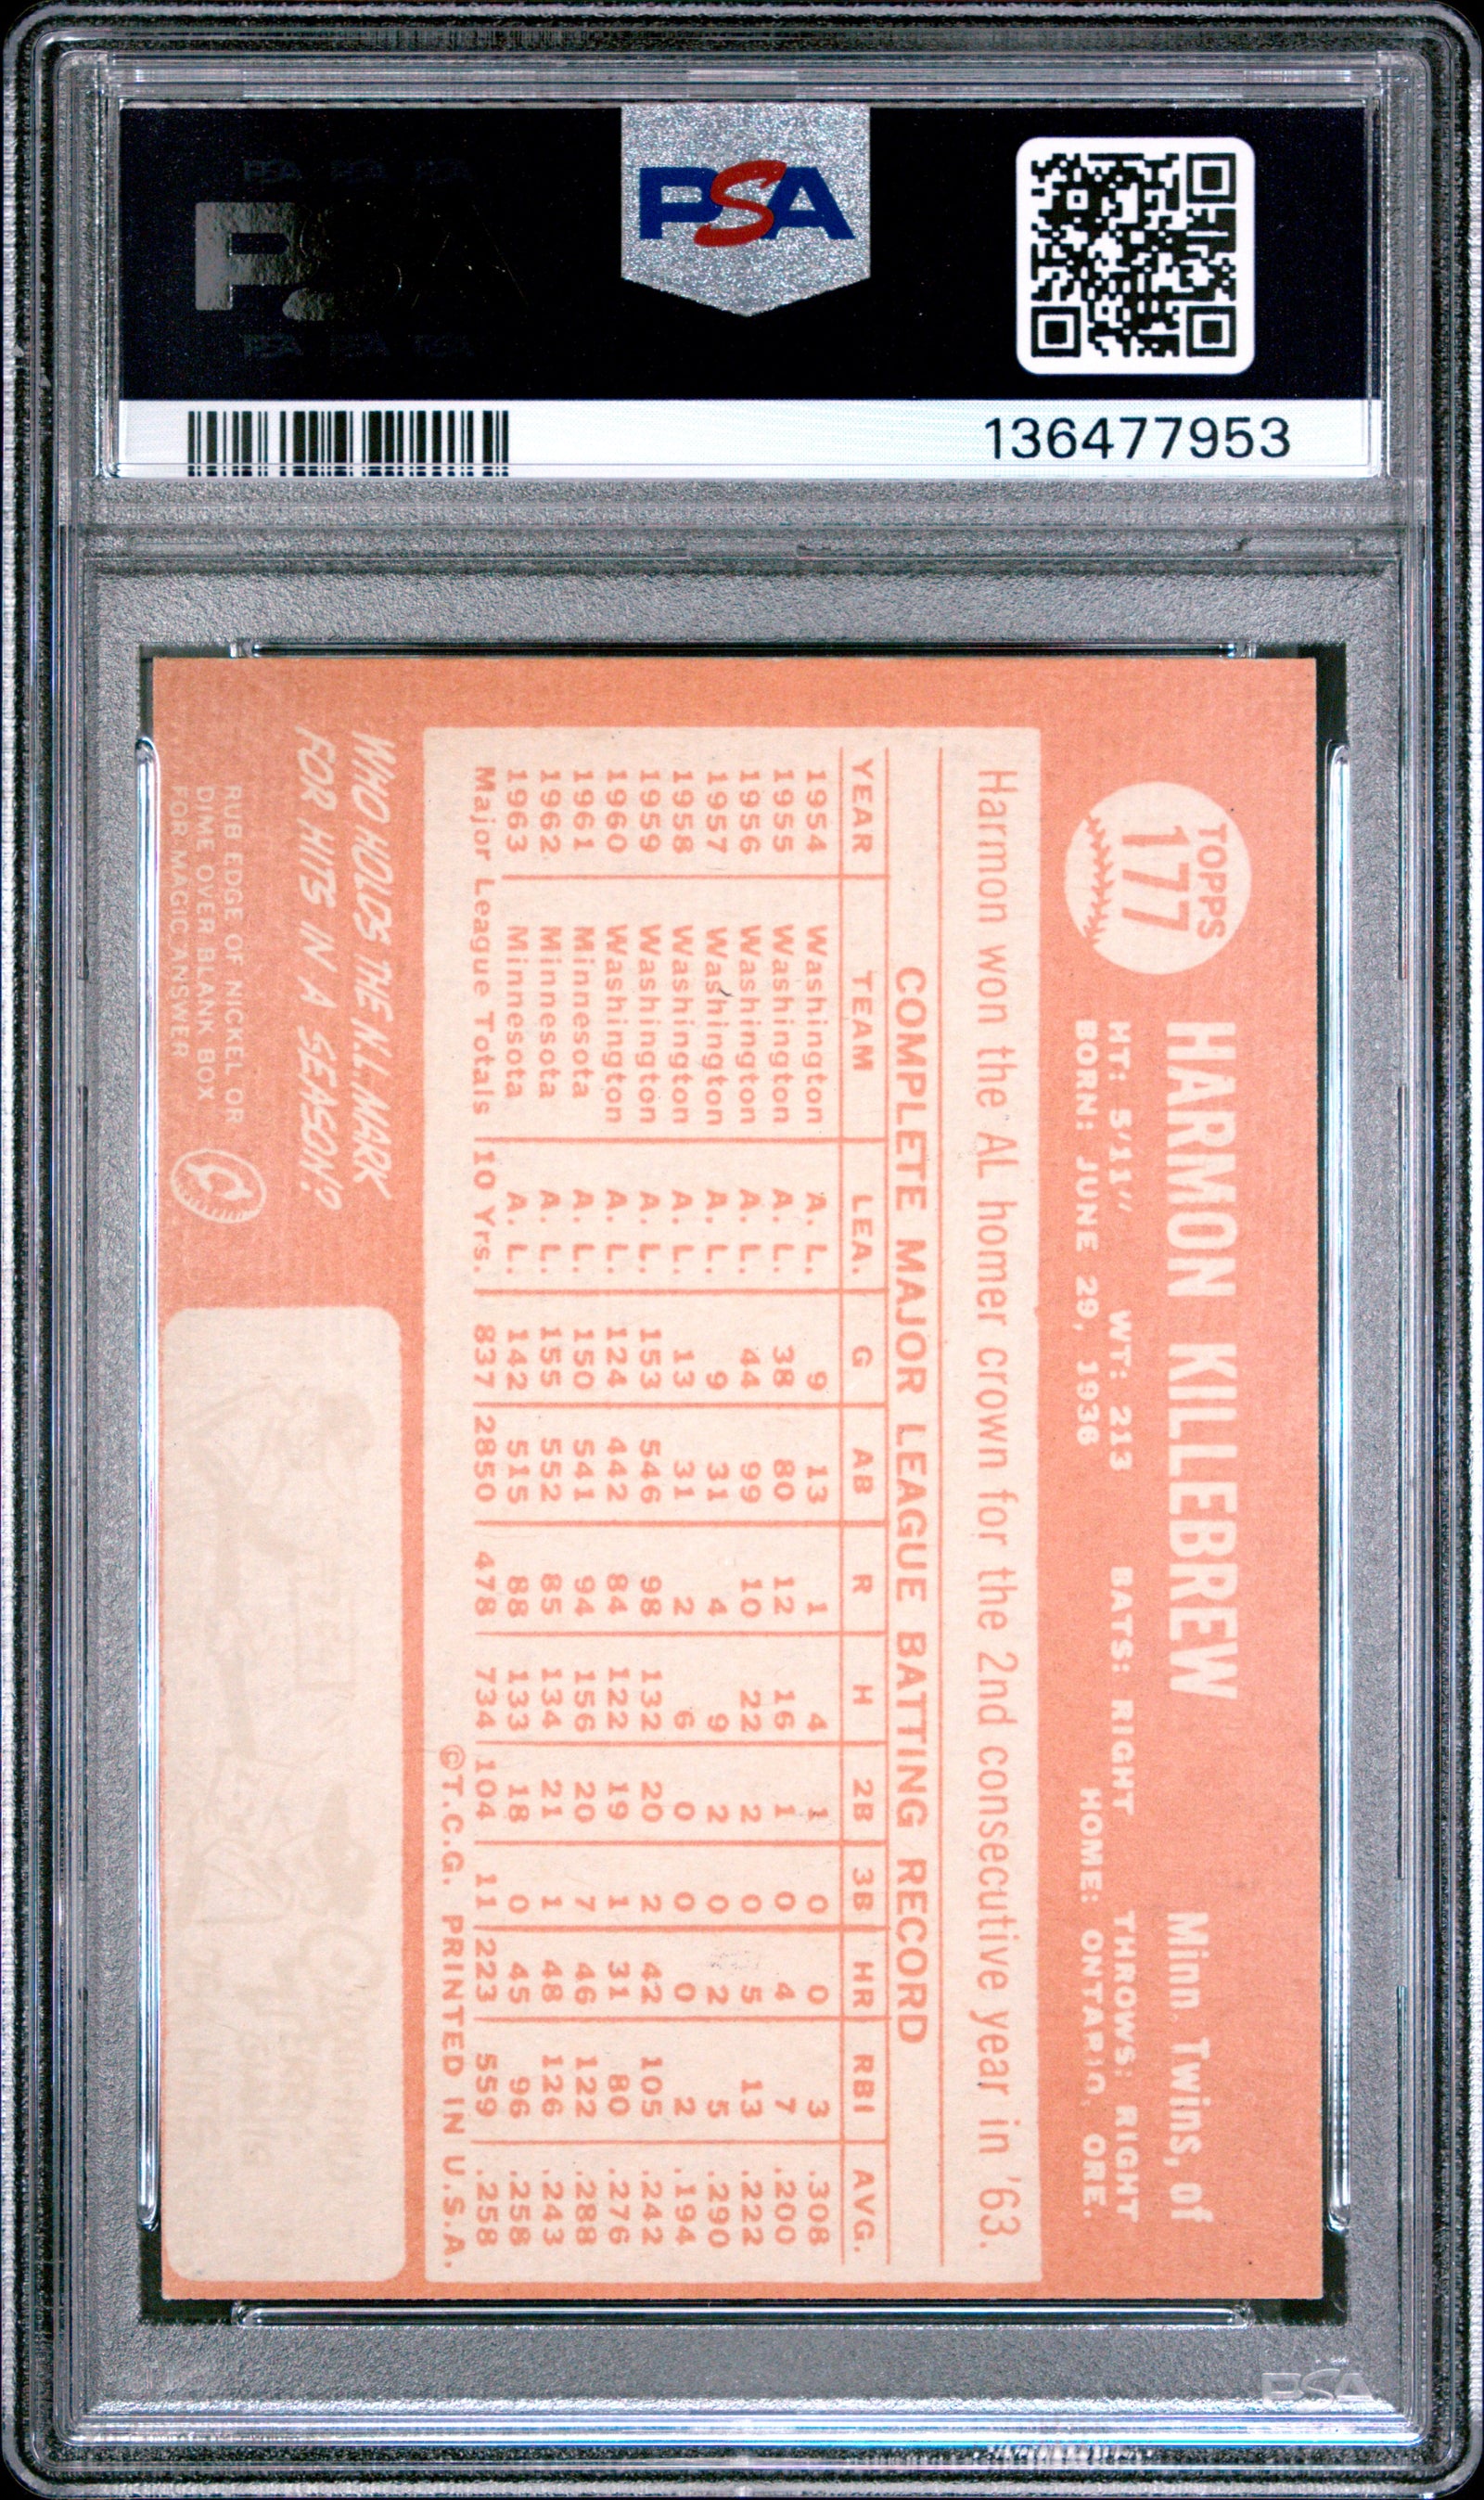 PSA PSA PSA
PSA
PSA PSA PSA
PSA
136477953
TOPPS
177
HARMON KILLEBREW Minn. Twins, of
HT: 5'11" WT: 213 BATS: RIGHT THROWS: RIGHT
BORN: JUNE 29, 1936 HOME: ONTARIO, ORE.
Harmon won the AL homer crown for the 2nd consecutive year in '63.
COMPLETE MAJOR LEAGUE BATTING RECORD
YEAR TEAM LEA. G AB R H 2B 3B HR RBI AVG.
1954 Washington A. L. 9 13 1 4 1 0 0 3 .308
1955 Washington A. L. 38 80 12 16 1 0 4 7 .200
1956 Washington A. L. 44 99 10 22 2 0 5 13 .222
1957 Washington A. L. 9 31 4 9 2 0 2 5 .290
1958 Washington A. L. 13 31 2 6 0 0 0 2 .194
1959 Washington A. L. 153 546 98 132 20 2 42 105 .242
1960 Washington A. L. 124 442 84 122 19 1 31 80 .276
1961 Minnesota A. L. 150 541 94 156 20 7 46 122 .288
1962 Minnesota A. L. 155 552 85 134 21 1 48 126 .243
1963 Minnesota A. L. 142 515 88 133 18 0 45 96 .258
Major League Totals 10 Yrs. 837 2850 478 734 104 11 223 559 .258
©T.C.G. PRINTED IN U.S.A.
WHO HOLDS THE N.L. MARK
FOR HITS IN A SEASON?
RUB EDGE OF NICKEL OR
DIME OVER BLANK BOX
FOR MAGIC ANSWER
PSA